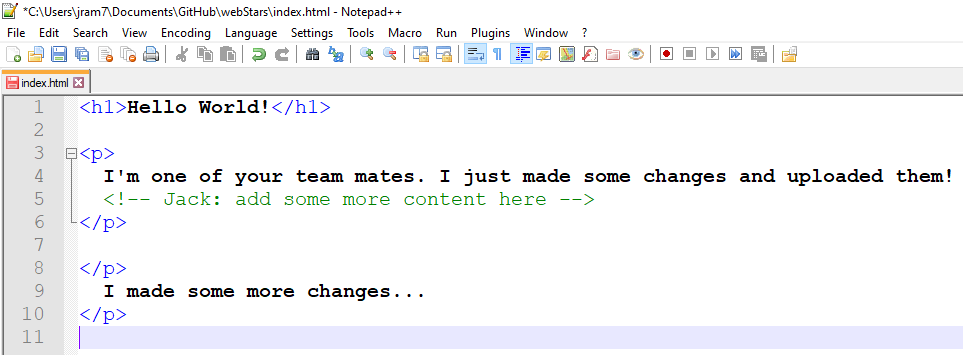 *C:\Users\jram7\Documents\GitHub\webStars\index.html - Notepad++
File Edit Search View Encoding Language Settings Tools Macro Run Plugins Window ?
index.html
1 <h1>Hello World!</h1>
2
3 <p>
4 I'm one of your team mates. I just made some changes and uploaded them!
5 <!-- Jack: add some more content here -->
6 </p>
7
8 </p>
9 I made some more changes...
10 </p>
11